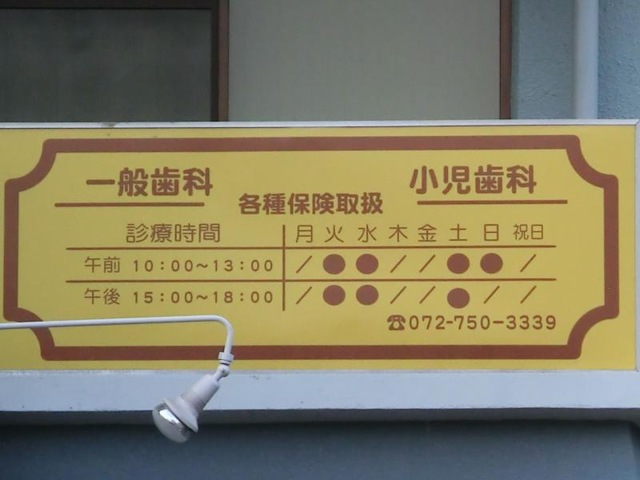 一般歯科 各種保険取扱 小児歯科
診療時間 月 火 水 木 金 土 日 祝日
午前 10:00~13:00 / ● ● / / ● ● /
午後 15:00~18:00 / ● ● / / ● / /
☎072-750-3339